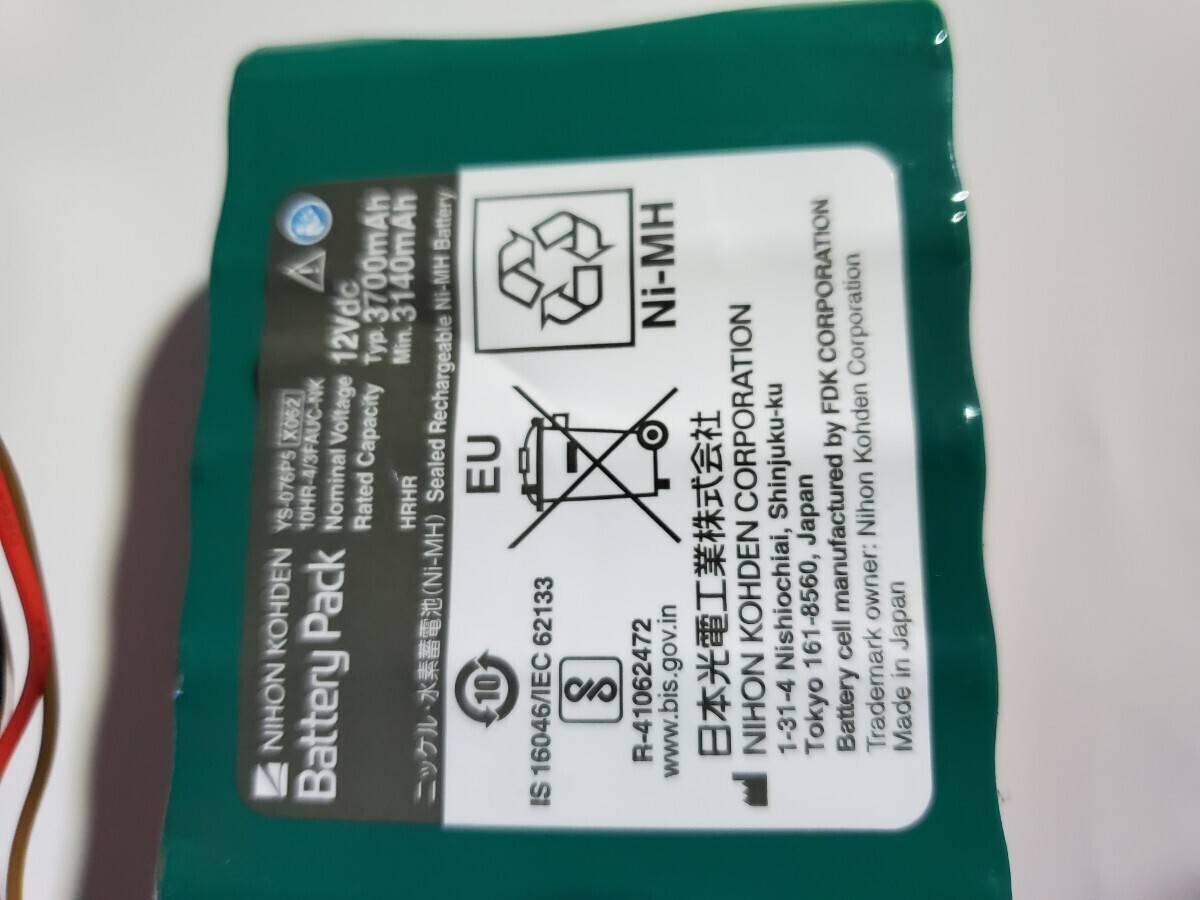 NIHON KOHDEN
Battery Pack
YS-076P5 X062
10HR-4/3FAUC-NK
Nominal Voltage 12Vdc
Rated Capacity Typ. 3700mAh
Min. 3140mAh
HRHR
ニッケル・水素蓄電池(Ni-MH) Sealed Rechargeable Ni-MH Battery
10
IS 16046/IEC 62133
R-41062472
www.bis.gov.in
EU
Ni-MH
日本光電工業株式会社
NIHON KOHDEN CORPORATION
1-31-4 Nishiochiai, Shinjuku-ku
Tokyo 161-8560, Japan
Battery cell manufactured by FDK CORPORATION
Trademark owner: Nihon Kohden Corporation
Made in Japan